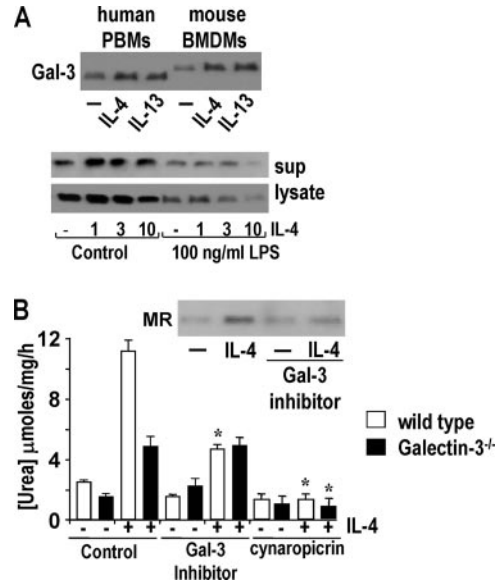 A
human mouse
PBMs BMDMs
Gal-3
– IL-4 IL-13 – IL-4 IL-13
sup
lysate
- 1 3 10 - 1 3 10 IL-4
Control 100 ng/ml LPS
B
MR
– IL-4 – IL-4
Gal-3
inhibitor
[Urea] μmoles/mg/h
12
8
4
0
* * *
wild type
Galectin-3-/-
- - + + - - + + - - + + IL-4
Control Gal-3 Inhibitor cynaropicrin